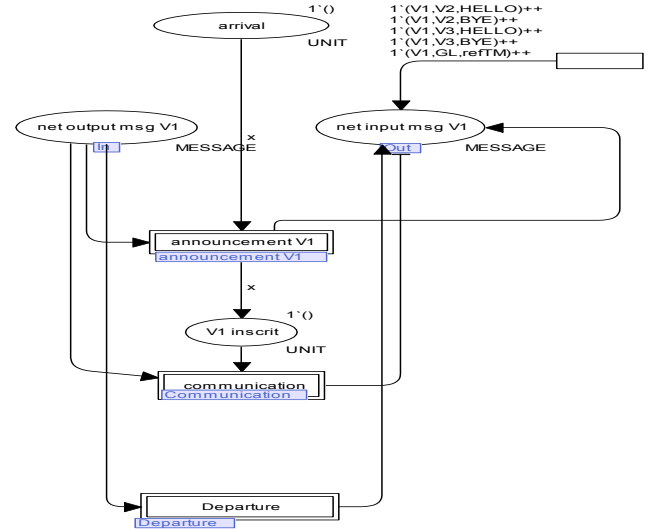 1`()
arrival
UNIT
1`(V1,V2,HELLO)++
1`(V1,V2,BYE)++
1`(V1,V3,HELLO)++
1`(V1,V3,BYE)++
1`(V1,GL,refTM)++
net output msg V1
In
MESSAGE
x
net input msg V1
Out
MESSAGE
announcement V1
announcement V1
x
1`()
V1 inscrit
UNIT
communication
Communication
Departure
Departure